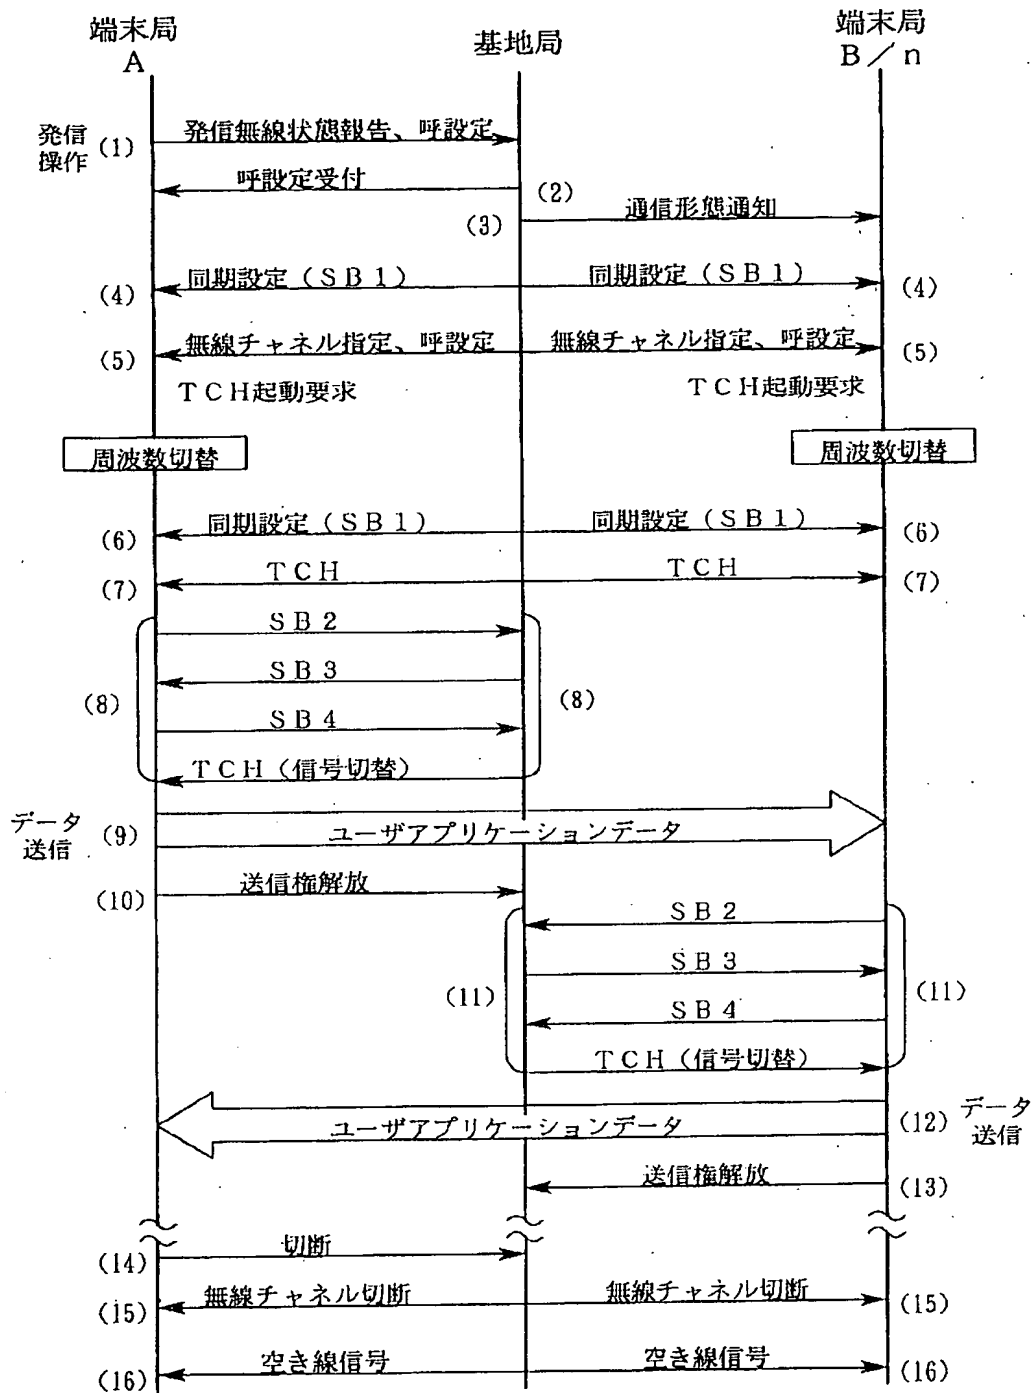 端末局
A
基地局
端末局
B／n
発信
操作
(1)
発信無線状態報告、呼設定
呼設定受付
(2)
(3)
通信形態通知
(4)
同期設定（SB1）
同期設定（SB1）
(4)
(5)
無線チャネル指定、呼設定
無線チャネル指定、呼設定
(5)
TCH起動要求
TCH起動要求
周波数切替
周波数切替
(6)
同期設定（SB1）
同期設定（SB1）
(6)
(7)
TCH
TCH
(7)
SB2
SB3
(8)
(8)
SB4
TCH（信号切替）
データ
送信
(9)
ユーザアプリケーションデータ
(10)
送信権解放
SB2
SB3
(11)
(11)
SB4
TCH（信号切替）
ユーザアプリケーションデータ
(12)
データ
送信
送信権解放
(13)
(14)
切断
(15)
無線チャネル切断
無線チャネル切断
(15)
(16)
空き線信号
空き線信号
(16)